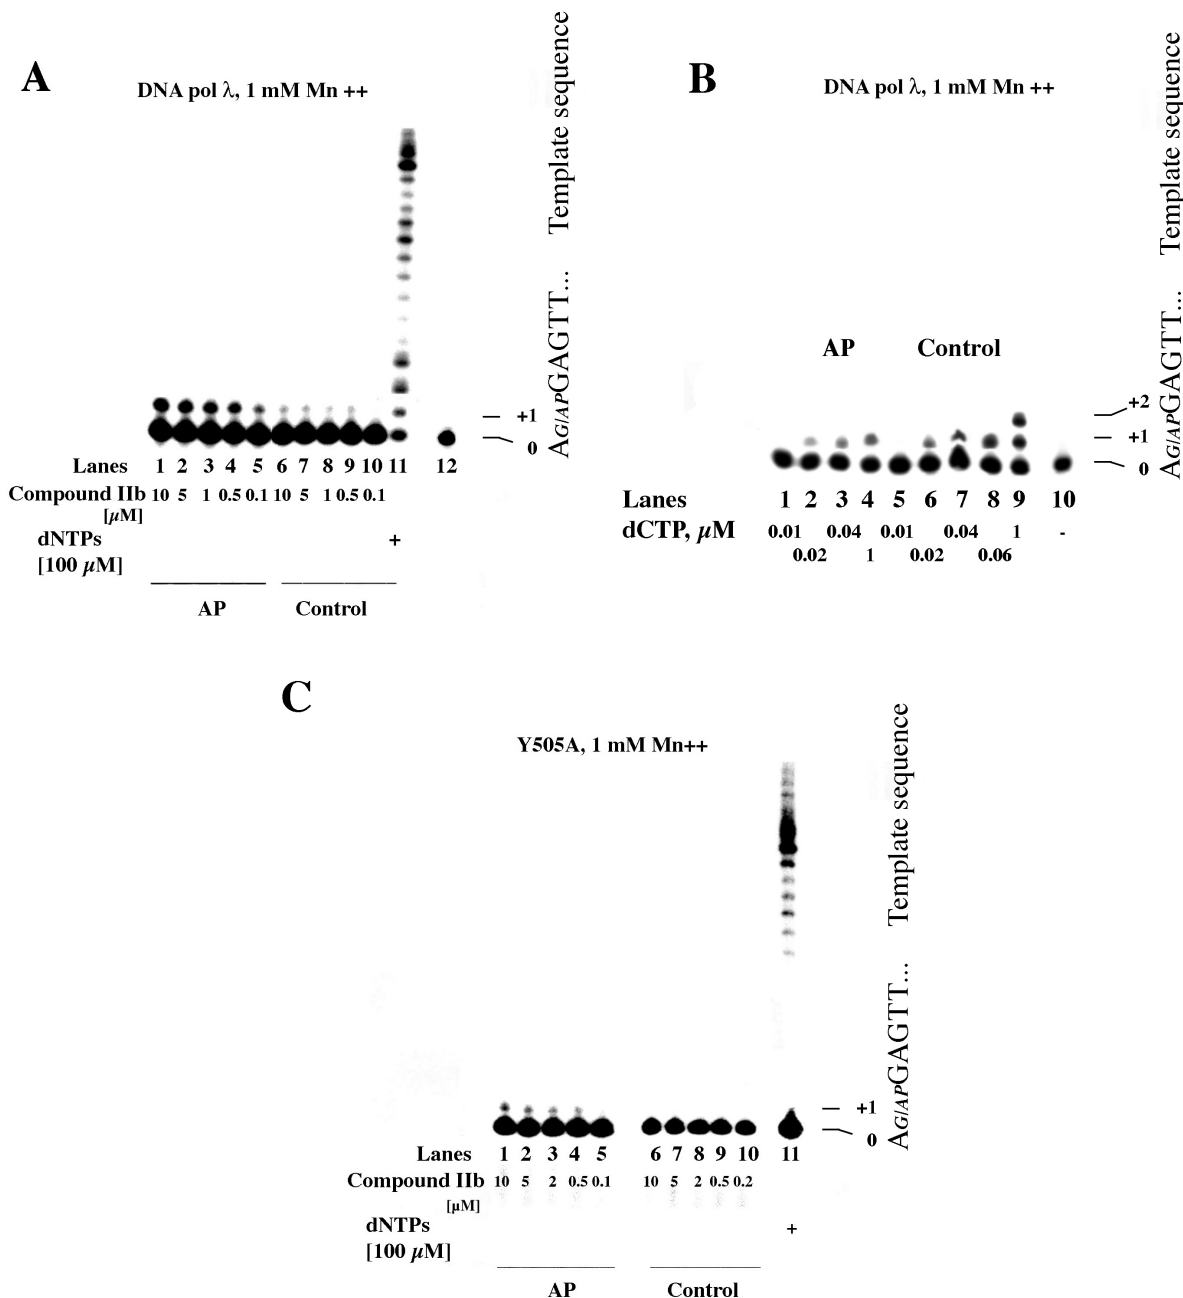 A
DNA pol λ, 1 mM Mn ++
AG/APGAGTT... Template sequence
+1
0
Lanes 1 2 3 4 5 6 7 8 9 10 11 12
Compound IIb 10 5 1 0.5 0.1 10 5 1 0.5 0.1
[µM]
dNTPs +
[100 µM]
AP Control
B
DNA pol λ, 1 mM Mn ++
AG/APGAGTT... Template sequence
AP Control
+2
+1
0
Lanes 1 2 3 4 5 6 7 8 9 10
dCTP, µM 0.01 0.04 0.01 0.04 1 -
0.02 1 0.02 0.06
C
Y505A, 1 mM Mn++
AG/APGAGTT... Template sequence
+1
0
Lanes 1 2 3 4 5 6 7 8 9 10 11
Compound IIb 10 5 2 0.5 0.1 10 5 2 0.5 0.2
[µM]
dNTPs +
[100 µM]
AP Control